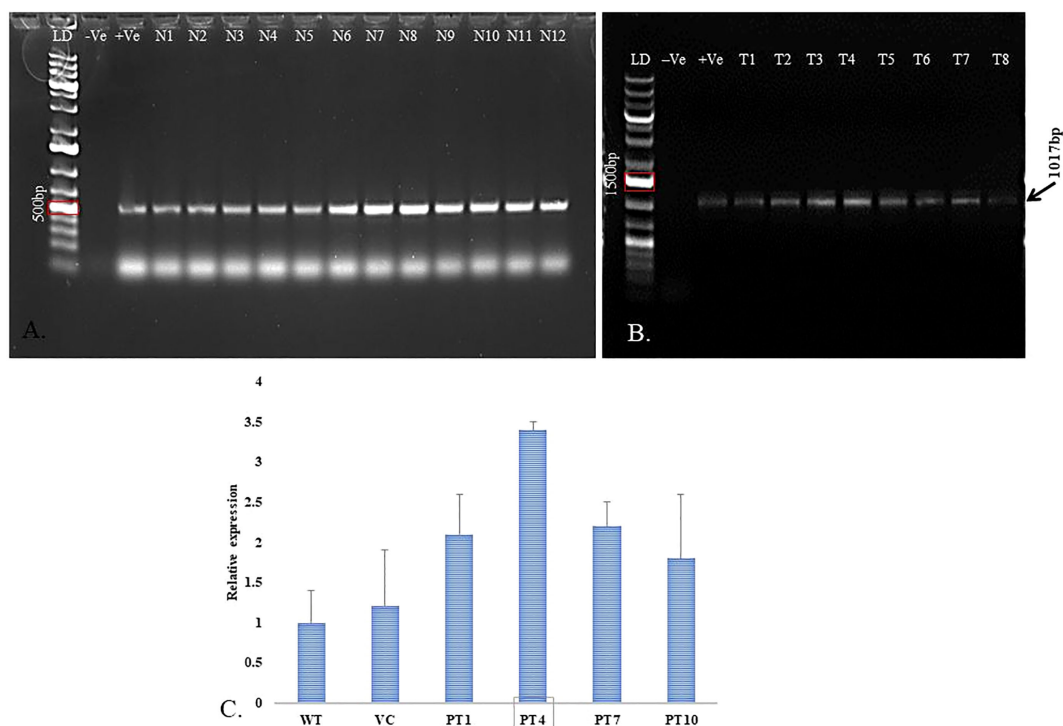 LD -Ve +Ve N1 N2 N3 N4 N5 N6 N7 N8 N9 N10 N11 N12
500bp
A.
LD –Ve +Ve T1 T2 T3 T4 T5 T6 T7 T8
1500bp
1017bp
B.
4
3.5
3
2.5
2
1.5
1
0.5
0
Relative expression
WT VC PT1 PT4 PT7 PT10
C.